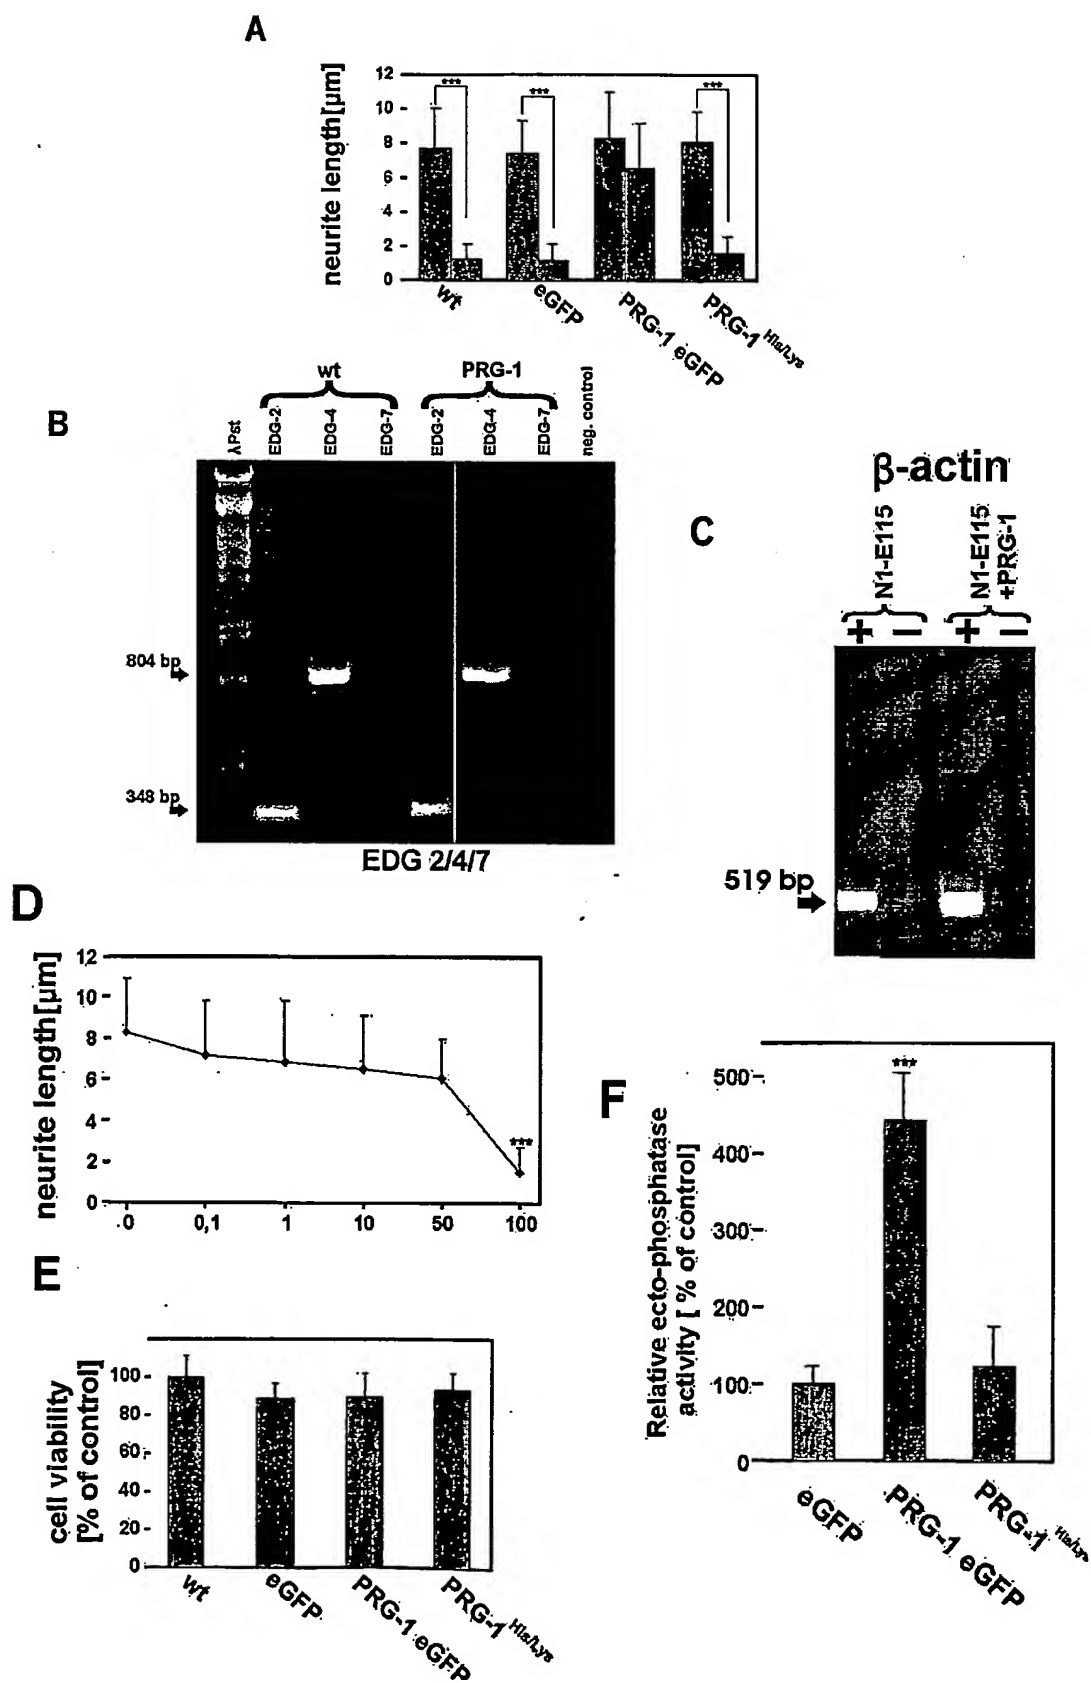 A
neurite length[µm]
12
10
8
6
4
2
0
***
***
***
wt
eGFP
PRG-1 eGFP
PRG-1 His/Lys
B
wt
PRG-1
λPst
EDG-2
EDG-4
EDG-7
EDG-2
EDG-4
EDG-7
neg. control
804 bp
348 bp
EDG 2/4/7
C
β-actin
N1-E115
N1-E115
+PRG-1
+ − + −
519 bp
D
neurite length[µm]
12
10
8
6
4
2
0
***
0 0,1 1 10 50 100
E
cell viability
[% of control]
100
80
60
40
20
0
wt
eGFP
PRG-1 eGFP
PRG-1 His/Lys
F
Relative ecto-phosphatase
activity [ % of control]
500
400
300
200
100
0
***
eGFP
PRG-1 eGFP
PRG-1 His/Lys